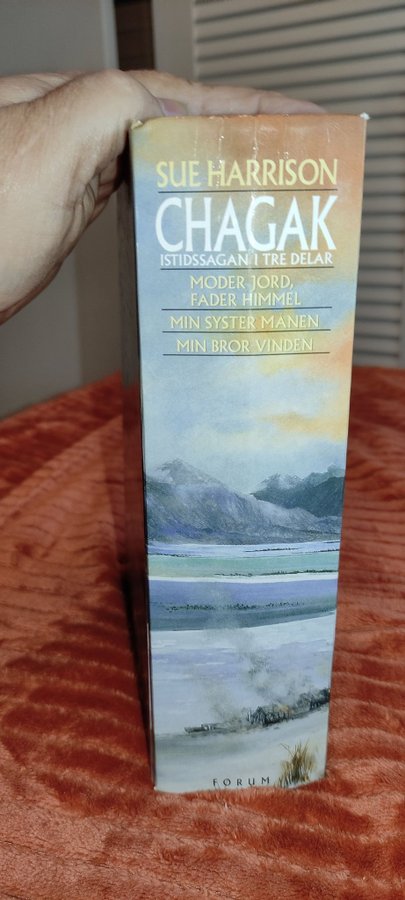 SUE HARRISON
CHAGAK
ISTIDSSAGAN I TRE DELAR
MODER JORD,
FADER HIMMEL
MIN SYSTER MÅNEN
MIN BROR VINDEN
FORUM